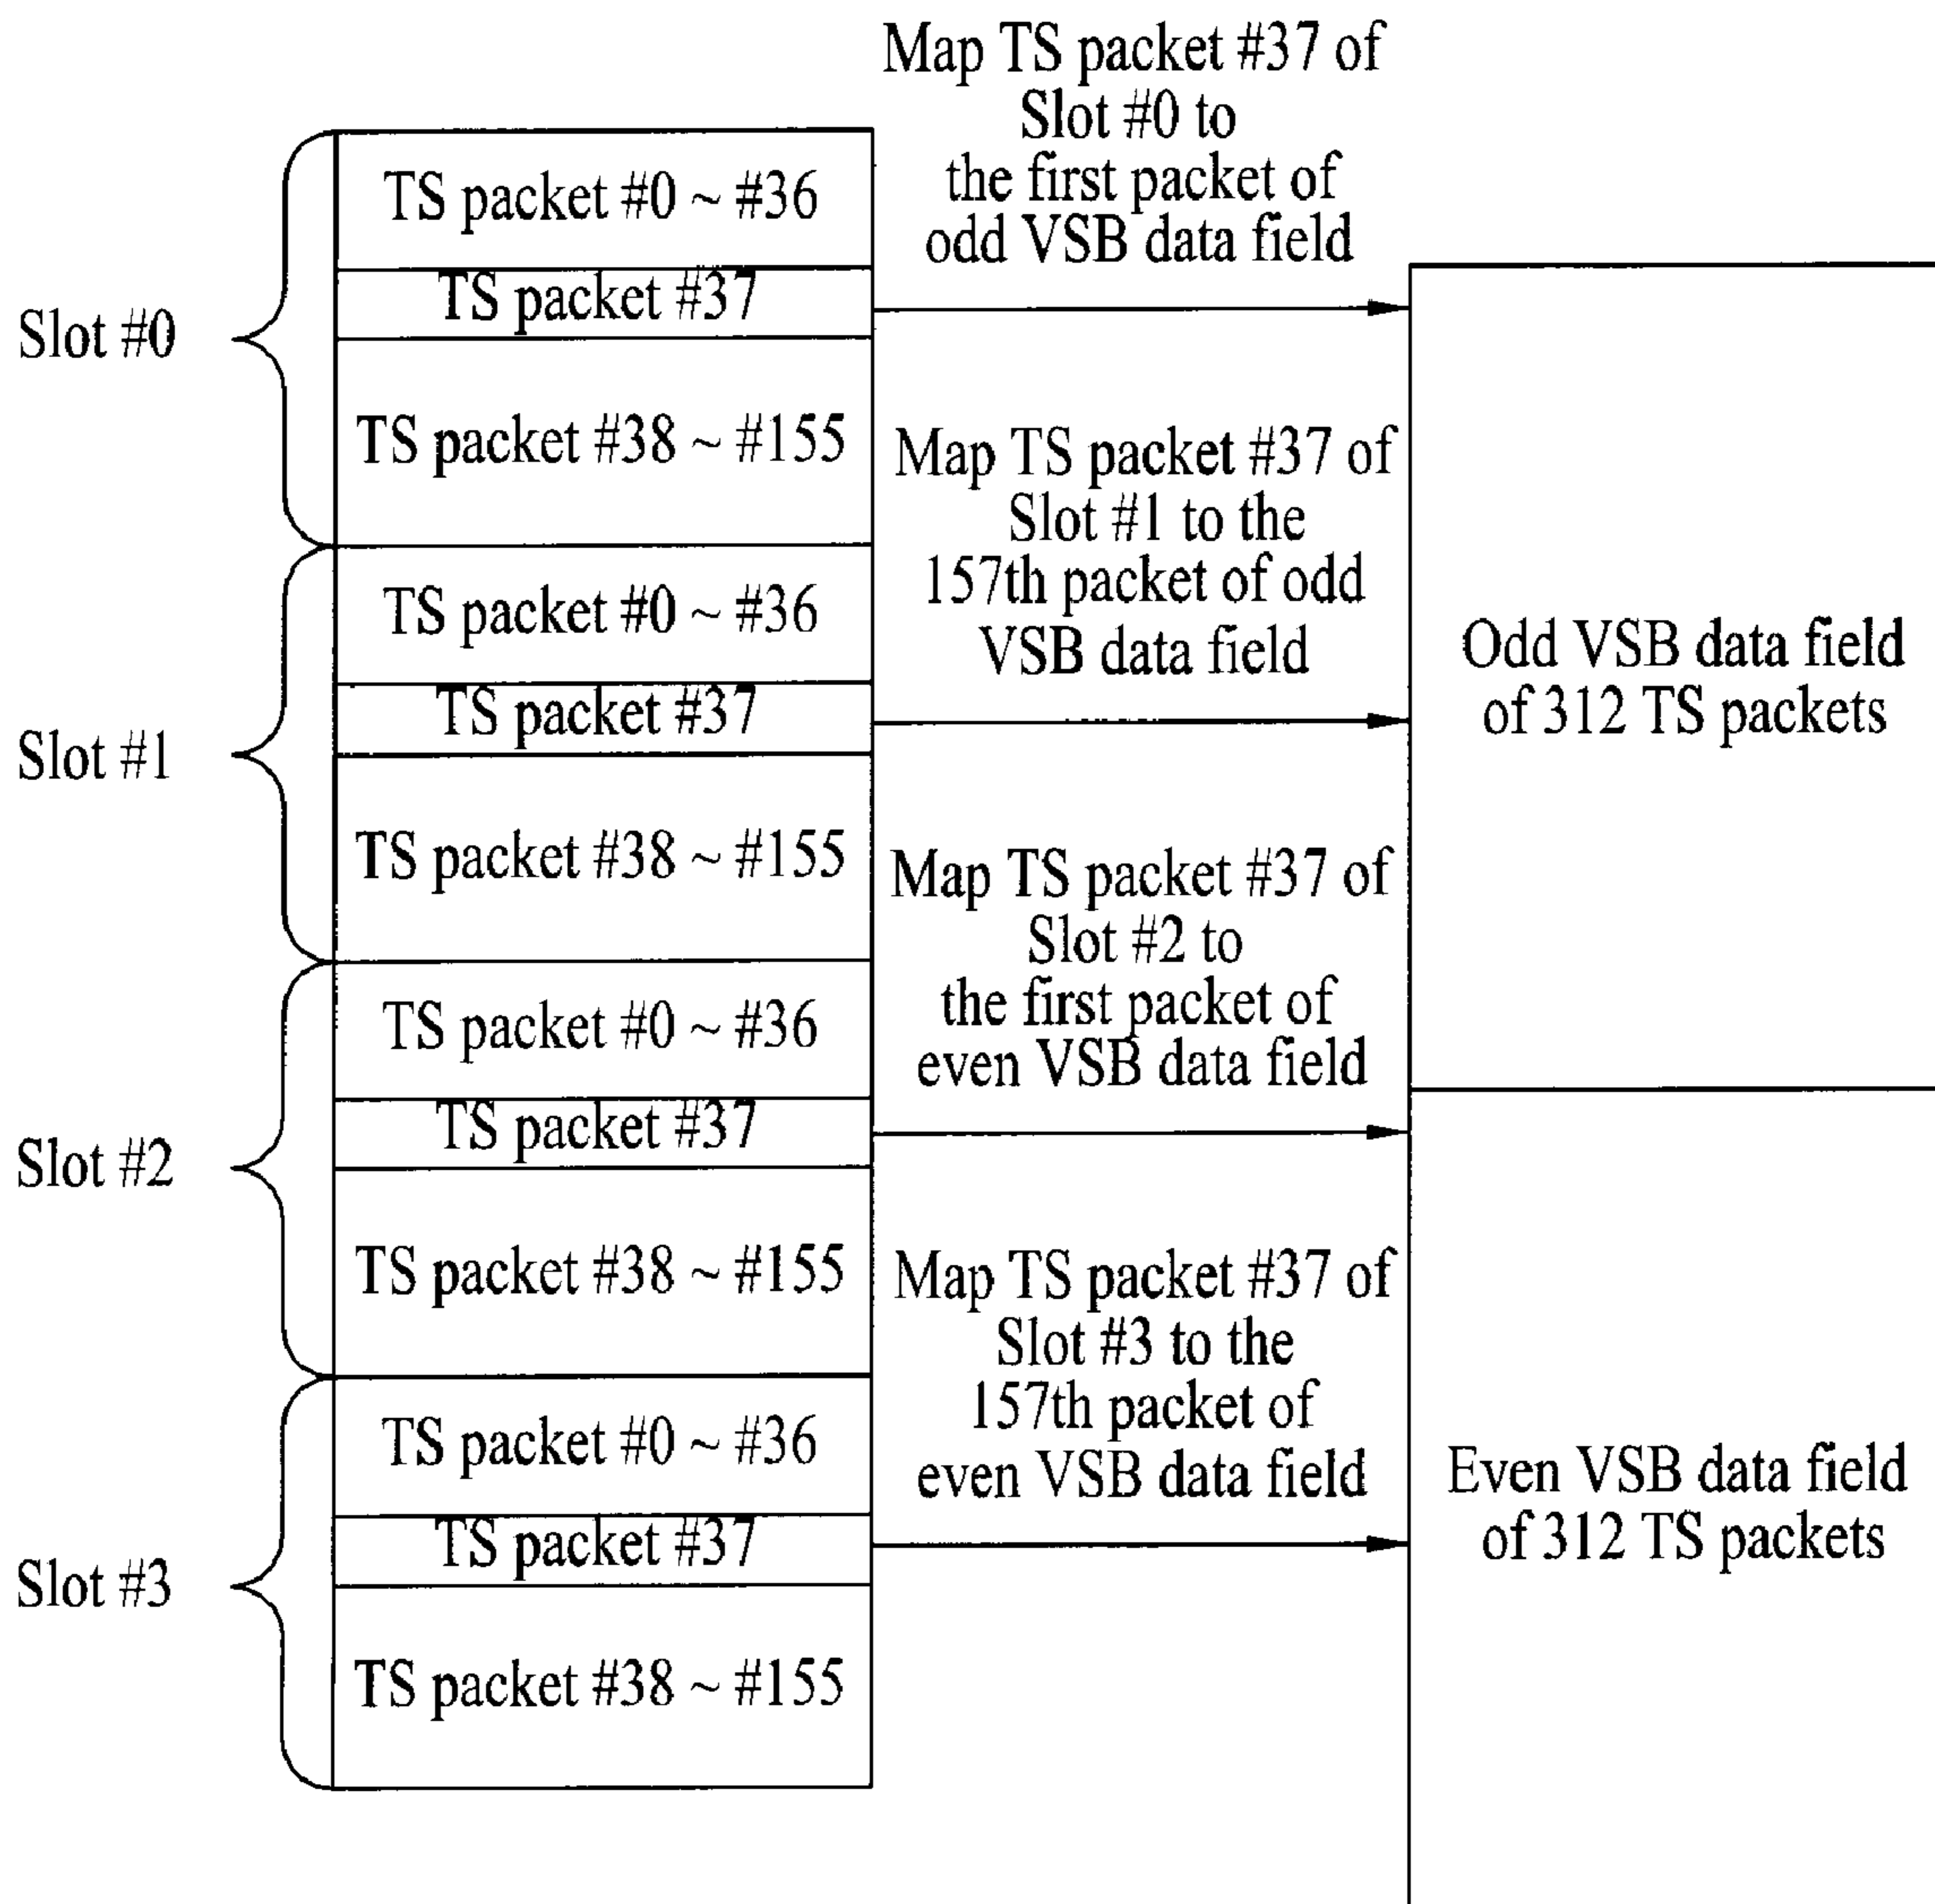 Map TS packet #37 of
Slot #0 to
the first packet of
odd VSB data field
Slot #0
TS packet #0 ~ #36
TS packet #37
TS packet #38 ~ #155
Map TS packet #37 of
Slot #1 to the
157th packet of odd
VSB data field
Slot #1
TS packet #0 ~ #36
TS packet #37
TS packet #38 ~ #155
Odd VSB data field
of 312 TS packets
Map TS packet #37 of
Slot #2 to
the first packet of
even VSB data field
Slot #2
TS packet #0 ~ #36
TS packet #37
TS packet #38 ~ #155
Map TS packet #37 of
Slot #3 to the
157th packet of
even VSB data field
Slot #3
TS packet #0 ~ #36
TS packet #37
TS packet #38 ~ #155
Even VSB data field
of 312 TS packets